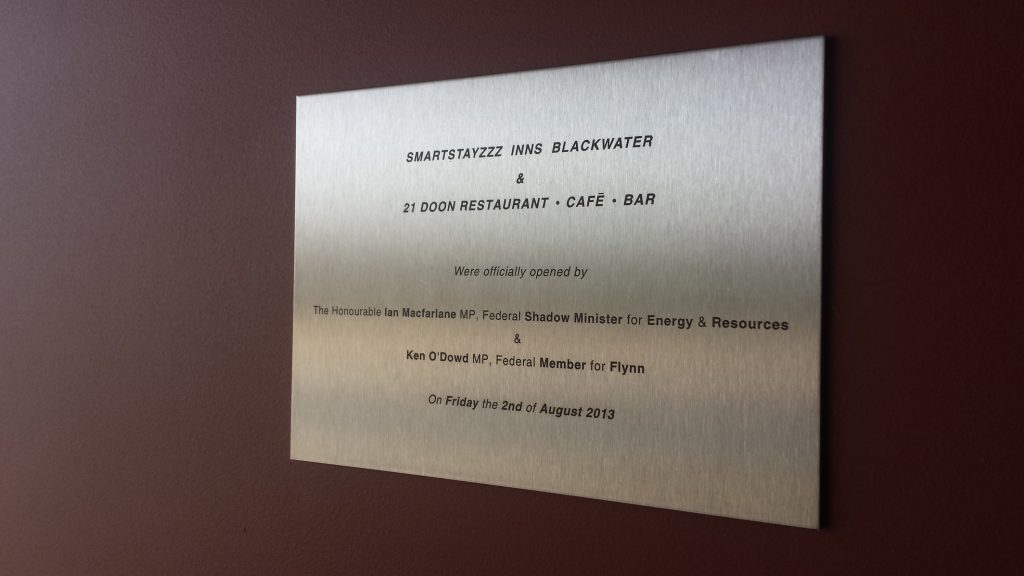 SMARTSTAYZZZ INNS BLACKWATER
&
21 DOON RESTAURANT • CAFĒ • BAR
Were officially opened by
The Honourable Ian Macfarlane MP, Federal Shadow Minister for Energy & Resources
&
Ken O'Dowd MP, Federal Member for Flynn
On Friday the 2nd of August 2013